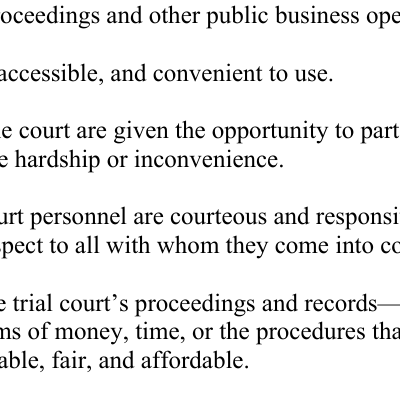 oceedings and other public business ope
accessible, and convenient to use.
e court are given the opportunity to part
e hardship or inconvenience.
urt personnel are courteous and responsi
spect to all with whom they come into co
e trial court’s proceedings and records—
ms of money, time, or the procedures tha
able, fair, and affordable.